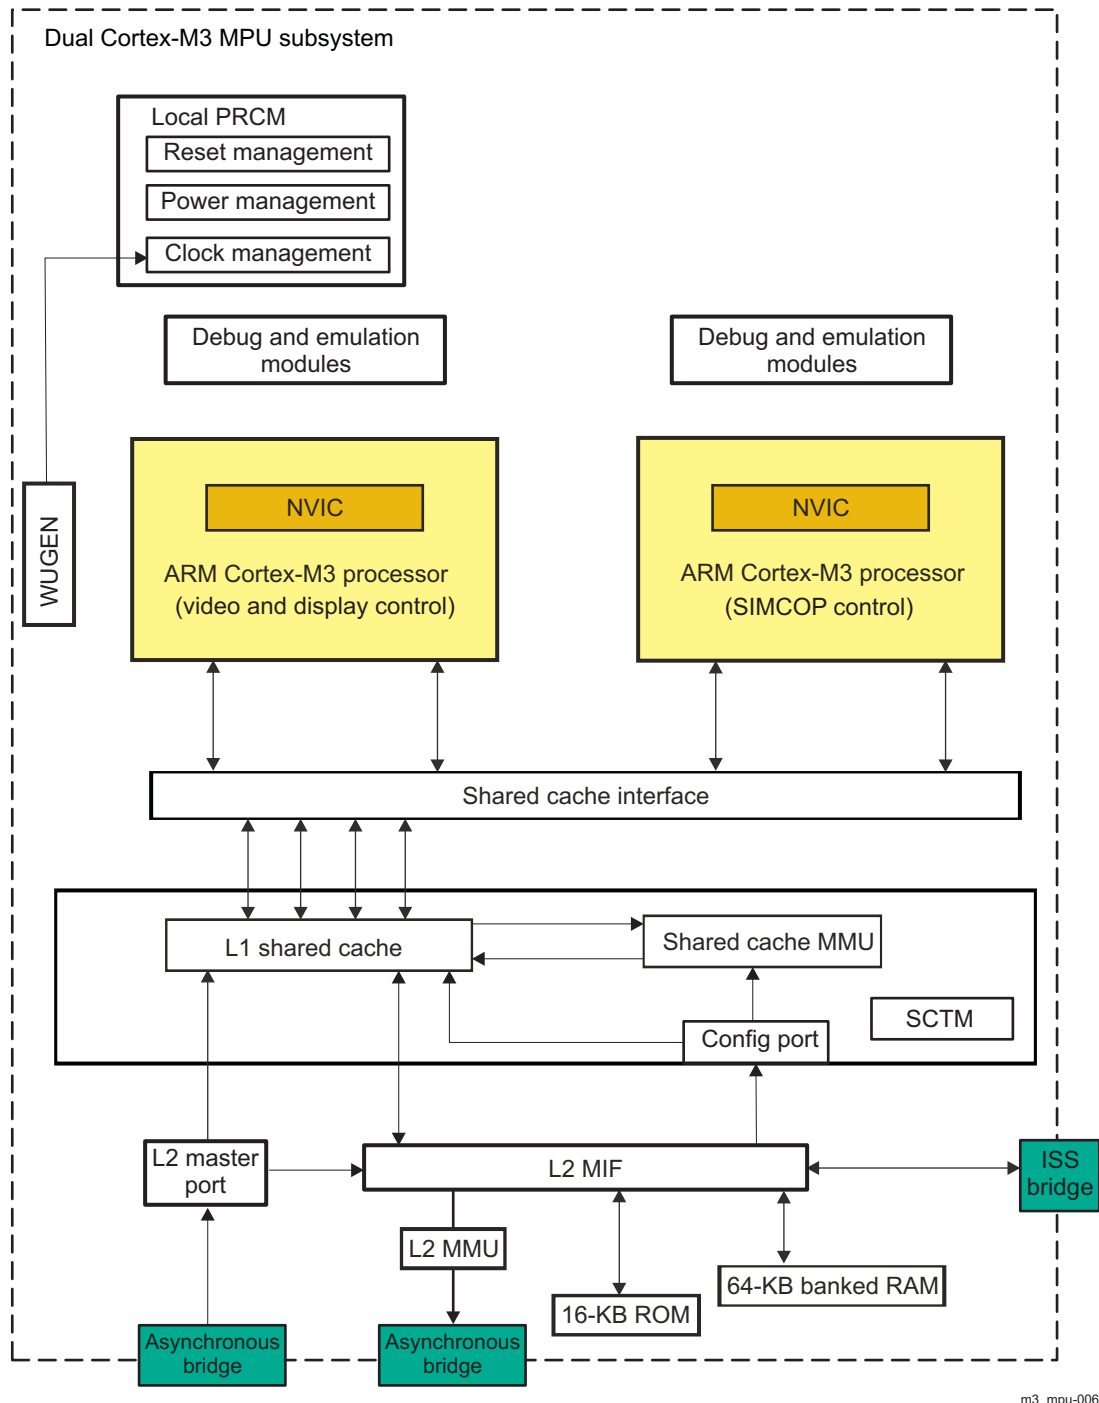 Dual Cortex-M3 MPU subsystem
Local PRCM
Reset management
Power management
Clock management
Debug and emulation
modules
Debug and emulation
modules
WUGEN
NVIC
ARM Cortex-M3 processor
(video and display control)
NVIC
ARM Cortex-M3 processor
(SIMCOP control)
Shared cache interface
L1 shared cache
Shared cache MMU
SCTM
Config port
L2 master
port
L2 MIF
ISS
bridge
L2 MMU
64-KB banked RAM
16-KB ROM
Asynchronous
bridge
Asynchronous
bridge
m3_mpu-006